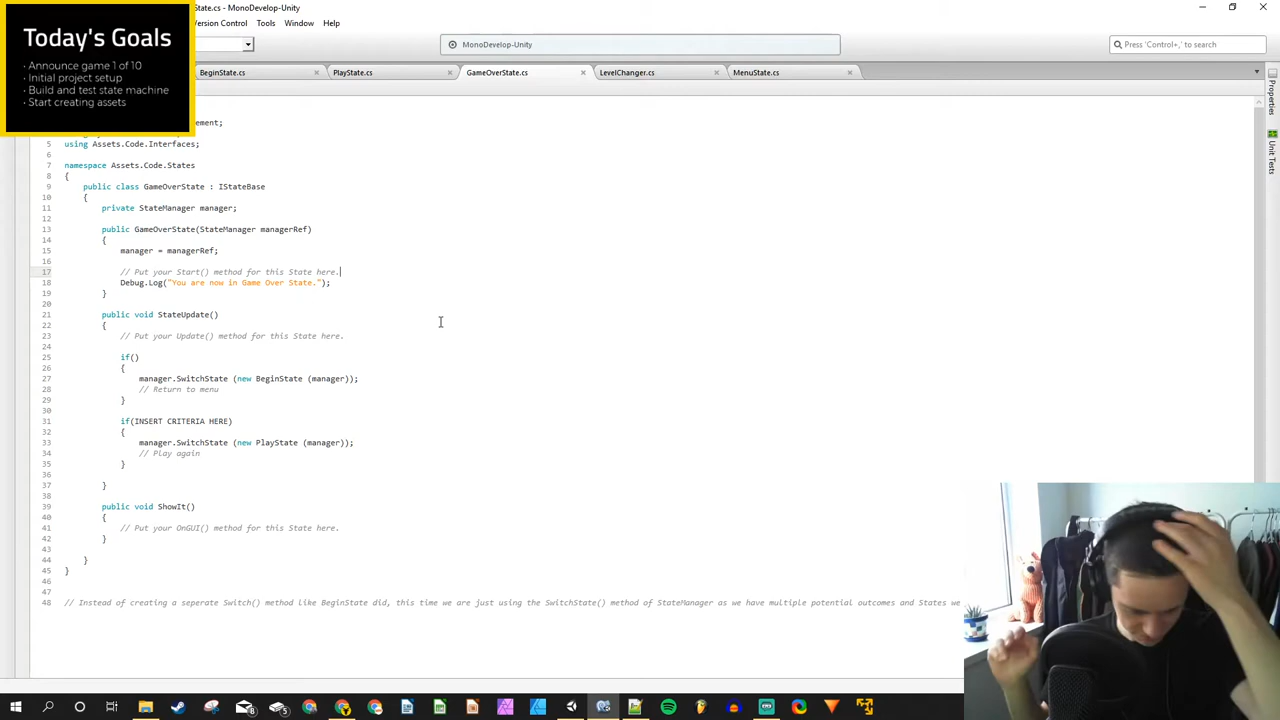 State.cs - MonoDevelop-Unity
Today's Goals
· Announce game 1 of 10
· Initial project setup
· Build and test state machine
· Start creating assets
ersion Control Tools Window Help
MonoDevelop-Unity
Press 'Control+,' to search
BeginState.cs
PlayState.cs
GameOverState.cs
LevelChanger.cs
MenuState.cs
Properties
Unit Tests
ement;
5 using Assets.Code.Interfaces;
6
7 namespace Assets.Code.States
8 {
9 public class GameOverState : IStateBase
10 {
11 private StateManager manager;
12
13 public GameOverState(StateManager managerRef)
14 {
15 manager = managerRef;
16
17 // Put your Start() method for this State here.
18 Debug.Log("You are now in Game Over State.");
19 }
20
21 public void StateUpdate()
22 {
23 // Put your Update() method for this State here.
24
25 if()
26 {
27 manager.SwitchState (new BeginState (manager));
28 // Return to menu
29 }
30
31 if(INSERT CRITERIA HERE)
32 {
33 manager.SwitchState (new PlayState (manager));
34 // Play again
35 }
36
37 }
38
39 public void ShowIt()
40 {
41 // Put your OnGUI() method for this State here.
42 }
43
44 }
45 }
46
47
48 // Instead of creating a seperate Switch() method like BeginState did, this time we are just using the SwitchState() method of StateManager as we have multiple potential outcomes and States we